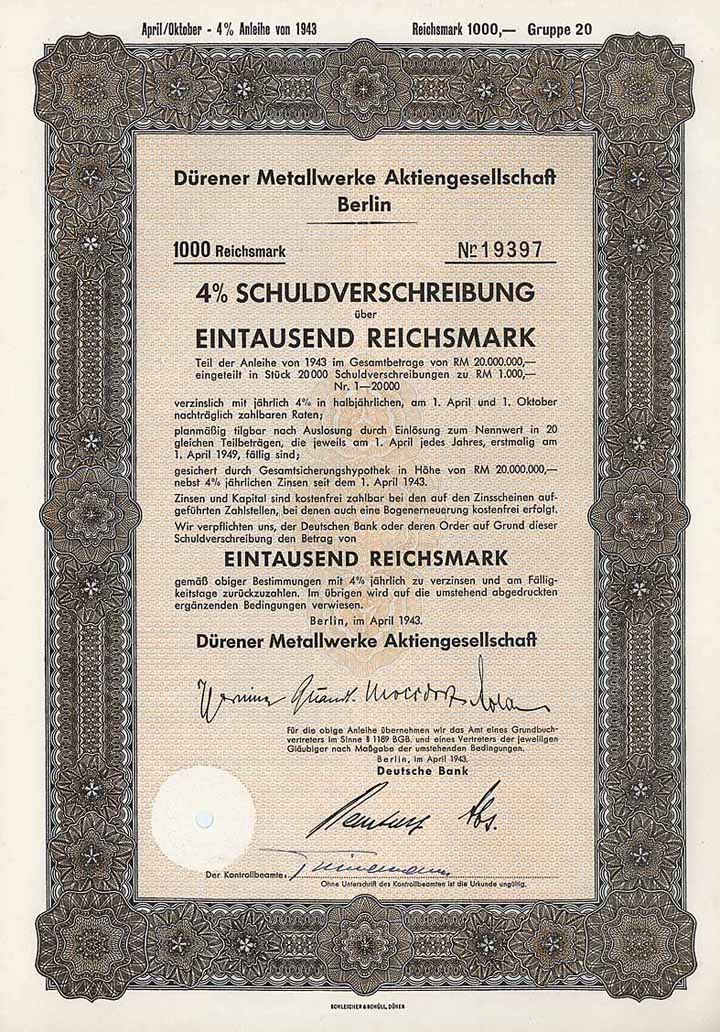 April/Oktober - 4% Anleihe von 1943 Reichsmark 1000,— Gruppe 20
Dürener Metallwerke Aktiengesellschaft
Berlin
1000 Reichsmark Nr. 19397
4% SCHULDVERSCHREIBUNG
über
EINTAUSEND REICHSMARK
Teil der Anleihe von 1943 im Gesamtbetrage von RM 20.000.000,—
eingeteilt in Stück 20000 Schuldverschreibungen zu RM 1.000,—
Nr. 1—20000
verzinslich mit jährlich 4% in halbjährlichen, am 1. April und 1. Oktober
nachträglich zahlbaren Raten;
planmäßig tilgbar nach Auslosung durch Einlösung zum Nennwert in 20
gleichen Teilbeträgen, die jeweils am 1. April jedes Jahres, erstmalig am
1. April 1949, fällig sind;
gesichert durch Gesamtsicherungshypothek in Höhe von RM 20.000.000,—
nebst 4% jährlichen Zinsen seit dem 1. April 1943.
Zinsen und Kapital sind kostenfrei zahlbar bei den auf den Zinsscheinen auf-
geführten Zahlstellen, bei denen auch eine Bogenerneuerung kostenfrei erfolgt.
Wir verpflichten uns, der Deutschen Bank oder deren Order auf Grund dieser
Schuldverschreibung den Betrag von
EINTAUSEND REICHSMARK
gemäß obiger Bestimmungen mit 4% jährlich zu verzinsen und am Fällig-
keitstage zurückzuzahlen. Im übrigen wird auf die umstehend abgedruckten
ergänzenden Bedingungen verwiesen.
Berlin, im April 1943.
Dürener Metallwerke Aktiengesellschaft
Für die obige Anleihe übernehmen wir das Amt eines Grundbuch-
vertreters im Sinne § 1189 BGB. und eines Vertreters der jeweiligen
Gläubiger nach Maßgabe der umstehenden Bedingungen.
Berlin, im April 1943.
Deutsche Bank
Der Kontrollbeamte:
Ohne Unterschrift des Kontrollbeamten ist die Urkunde ungültig.
SCHLEICHER & SCHÜLL, DÜREN